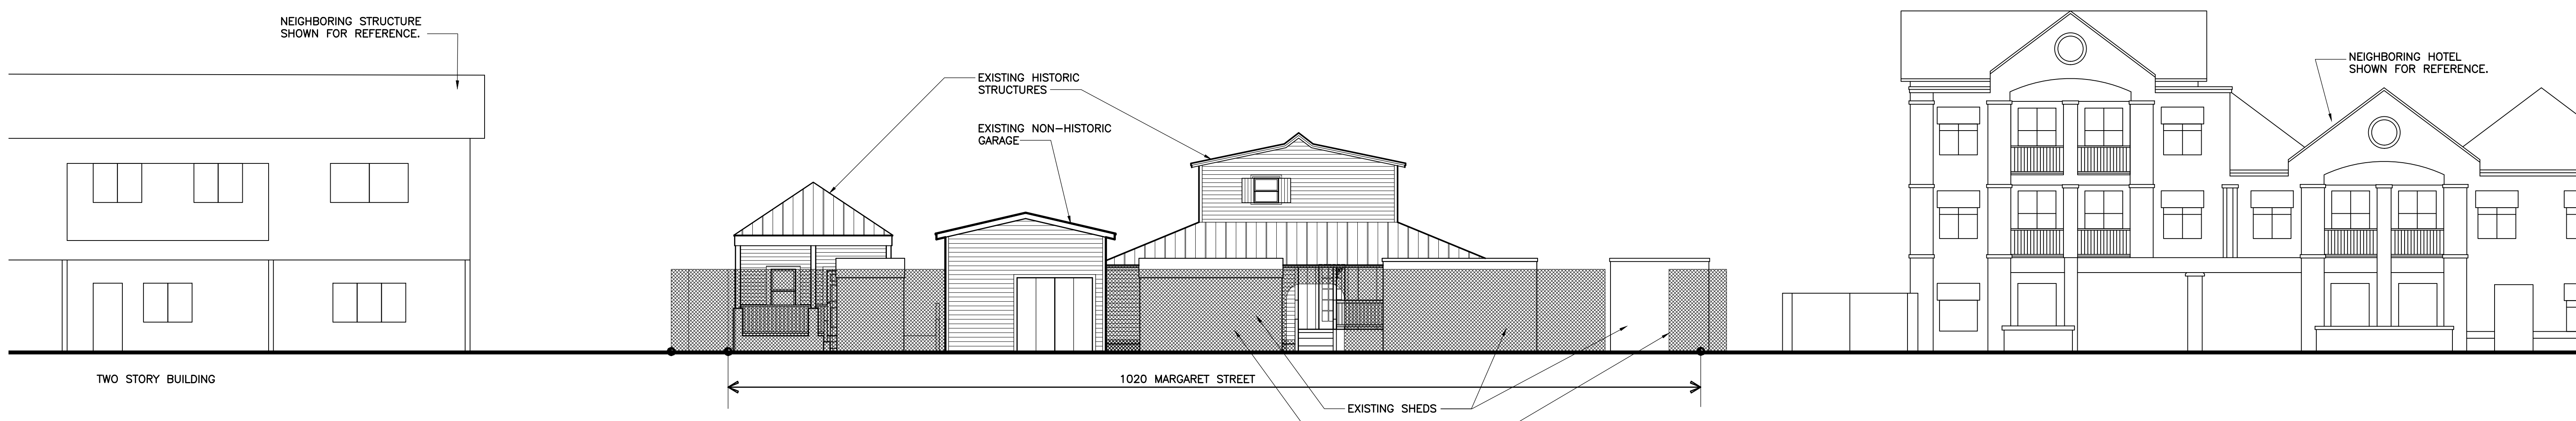 NEIGHBORING STRUCTURE
SHOWN FOR REFERENCE.
EXISTING HISTORIC
STRUCTURES
EXISTING NON-HISTORIC
GARAGE
NEIGHBORING HOTEL
SHOWN FOR REFERENCE.
TWO STORY BUILDING
1020 MARGARET STREET
EXISTING SHEDS